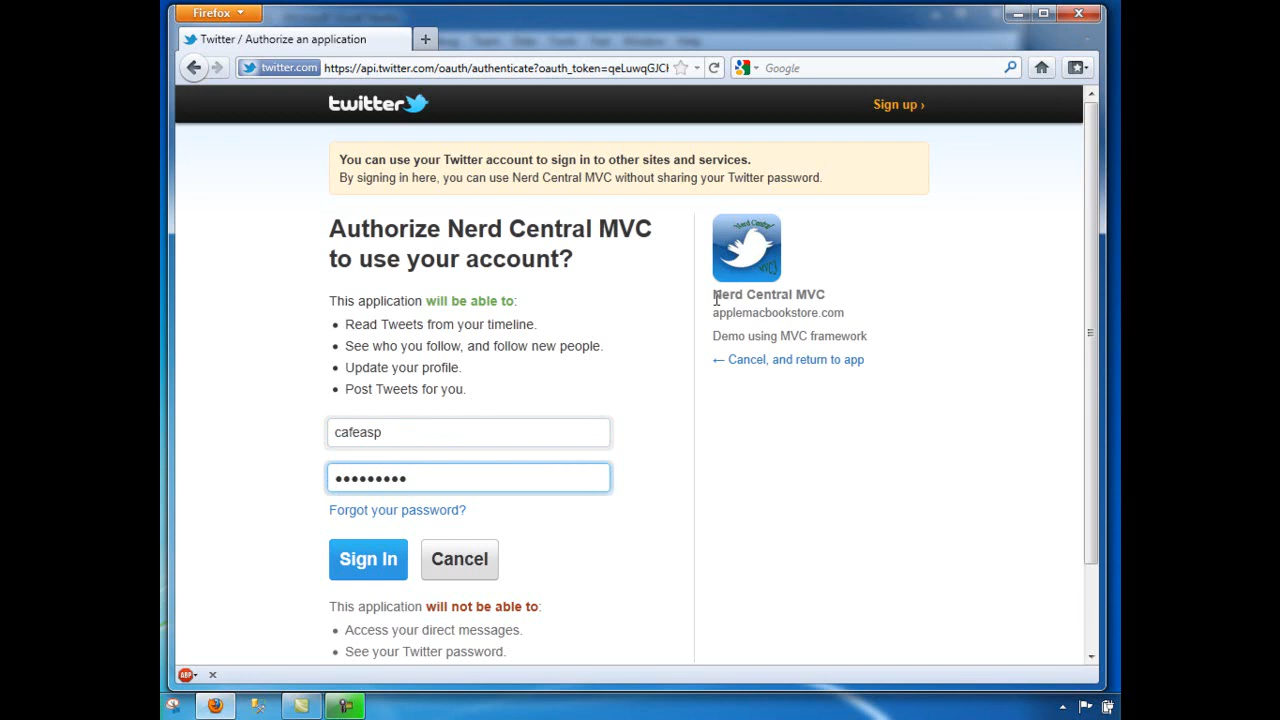 Firefox
Twitter / Authorize an application
twitter.com
https://api.twitter.com/oauth/authenticate?oauth_token=qeLuwqGJCH
Google
twitter
Sign up ›
You can use your Twitter account to sign in to other sites and services.
By signing in here, you can use Nerd Central MVC without sharing your Twitter password.
Authorize Nerd Central MVC
to use your account?
This application will be able to:
• Read Tweets from your timeline.
• See who you follow, and follow new people.
• Update your profile.
• Post Tweets for you.
cafeasp
•••••••••
Forgot your password?
Sign In
Cancel
This application will not be able to:
• Access your direct messages.
• See your Twitter password.
Nerd Central
Nerd Central MVC
applemacbookstore.com
Demo using MVC framework
← Cancel, and return to app
ABP